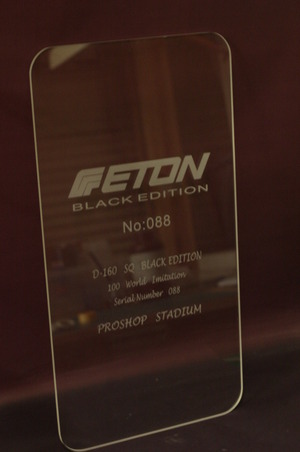 ETON
BLACK EDITION
No:088
D-160 SQ BLACK EDITION
100 World Imitation
Serial Number 088
PROSHOP STADIUM